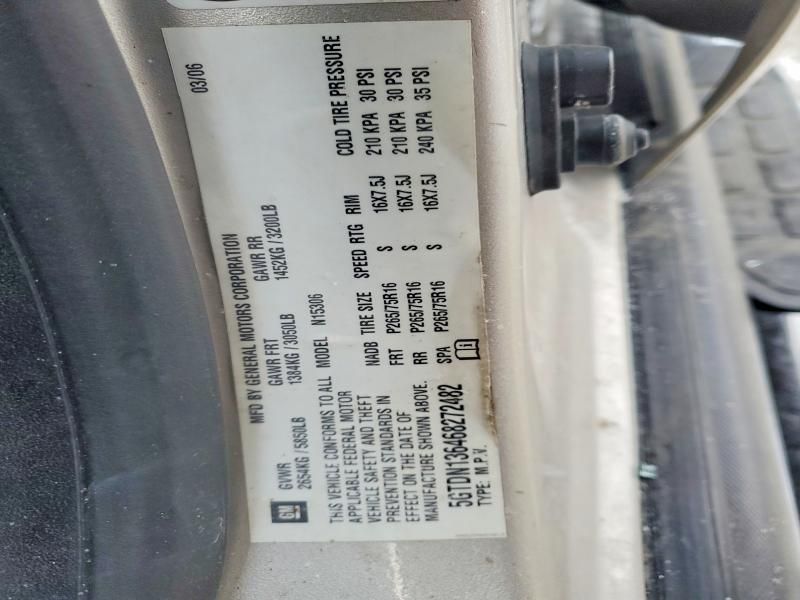 MFD BY GENERAL MOTORS CORPORATION 03/06
GM
GVWR GAWR FRT GAWR RR
2654KG / 5850LB 1384KG / 3050LB 1452KG / 3200LB
THIS VEHICLE CONFORMS TO ALL
APPLICABLE FEDERAL MOTOR
VEHICLE SAFETY AND THEFT
PREVENTION STANDARDS IN
EFFECT ON THE DATE OF
MANUFACTURE SHOWN ABOVE.
MODEL N15306
NADB TIRE SIZE SPEED RTG RIM COLD TIRE PRESSURE
FRT P265/75R16 S 16X7.5J 210 KPA 30 PSI
RR P265/75R16 S 16X7.5J 210 KPA 30 PSI
SPA P265/75R16 S 16X7.5J 240 KPA 35 PSI
5GTDN136468272482
TYPE: M.P.V.